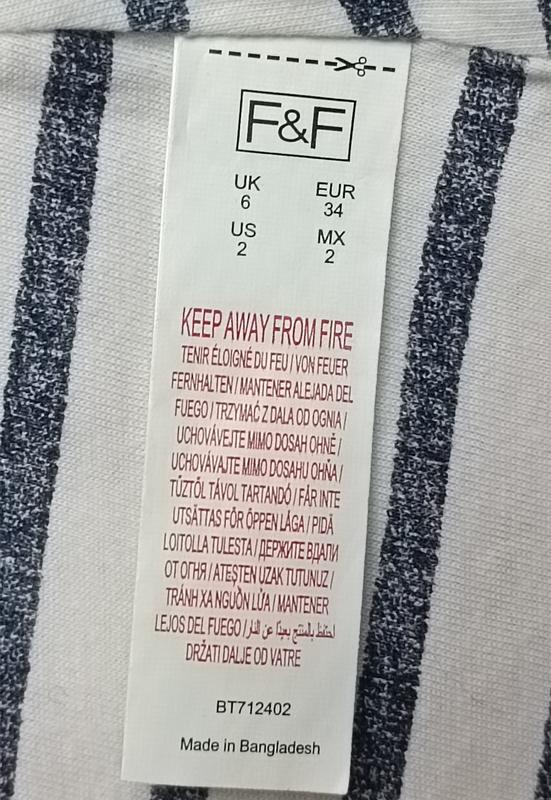 F&F
UK EUR
6 34
US MX
2 2
KEEP AWAY FROM FIRE
TENIR ÉLOIGNÉ DU FEU / VON FEUER
FERNHALTEN / MANTENER ALEJADA DEL
FUEGO / TRZYMAĆ Z DALA OD OGNIA /
UCHOVÁVEJTE MIMO DOSAH OHNĚ /
UCHOVÁVAJTE MIMO DOSAHU OHŇA /
TŰZTŐL TÁVOL TARTANDÓ / FÅR INTE
UTSÄTTAS FÖR ÖPPEN LÅGA / PIDÄ
LOITOLLA TULESTA / ДЕРЖИТЕ ВДАЛИ
ОТ ОГНЯ / ATEŞTEN UZAK TUTUNUZ /
TRÁNH XA NGUỒN LỬA / MANTENER
LEJOS DEL FUEGO / احتفظ بالمنتج بعيدًا عن النار
DRŽATI DALJE OD VATRE
BT712402
Made in Bangladesh